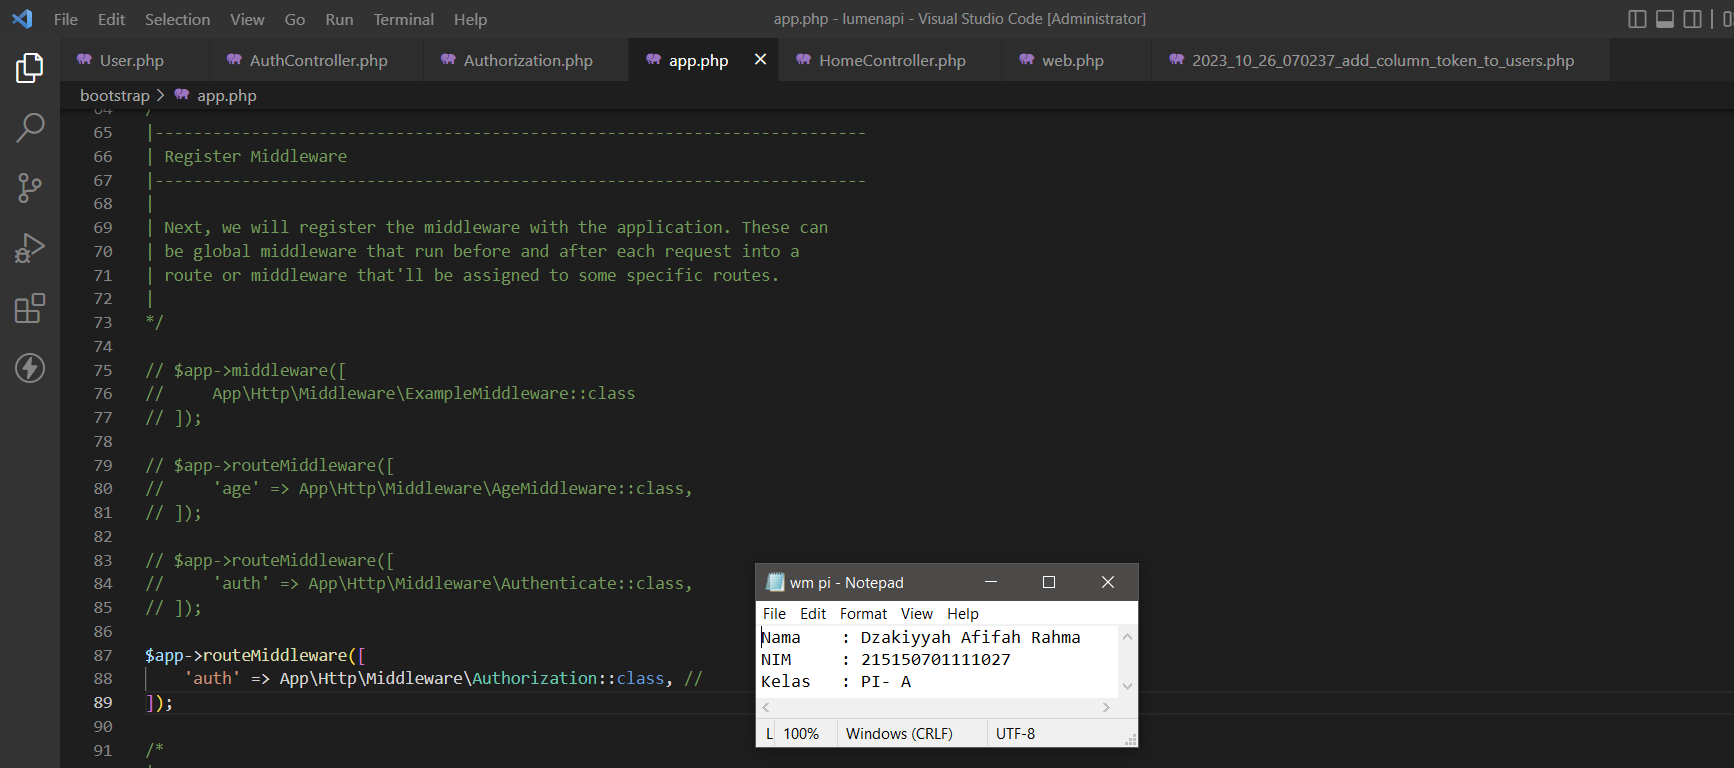 File Edit Selection View Go Run Terminal Help
app.php - lumenapi - Visual Studio Code [Administrator]
User.php AuthController.php Authorization.php app.php HomeController.php web.php 2023_10_26_070237_add_column_token_to_users.php
bootstrap > app.php
64 /
65 |--------------------------------------------------------------------------
66 | Register Middleware
67 |--------------------------------------------------------------------------
68 |
69 | Next, we will register the middleware with the application. These can
70 | be global middleware that run before and after each request into a
71 | route or middleware that'll be assigned to some specific routes.
72 |
73 */
74
75 // $app->middleware([
76 //     App\Http\Middleware\ExampleMiddleware::class
77 // ]);
78
79 // $app->routeMiddleware([
80 //     'age' => App\Http\Middleware\AgeMiddleware::class,
81 // ]);
82
83 // $app->routeMiddleware([
84 //     'auth' => App\Http\Middleware\Authenticate::class,
85 // ]);
86
87 $app->routeMiddleware([
88     'auth' => App\Http\Middleware\Authorization::class, //
89 ]);
90
91 /*
wm pi - Notepad
File Edit Format View Help
Nama    : Dzakiyyah Afifah Rahma
NIM     : 215150701111027
Kelas   : PI- A
L 100% Windows (CRLF) UTF-8